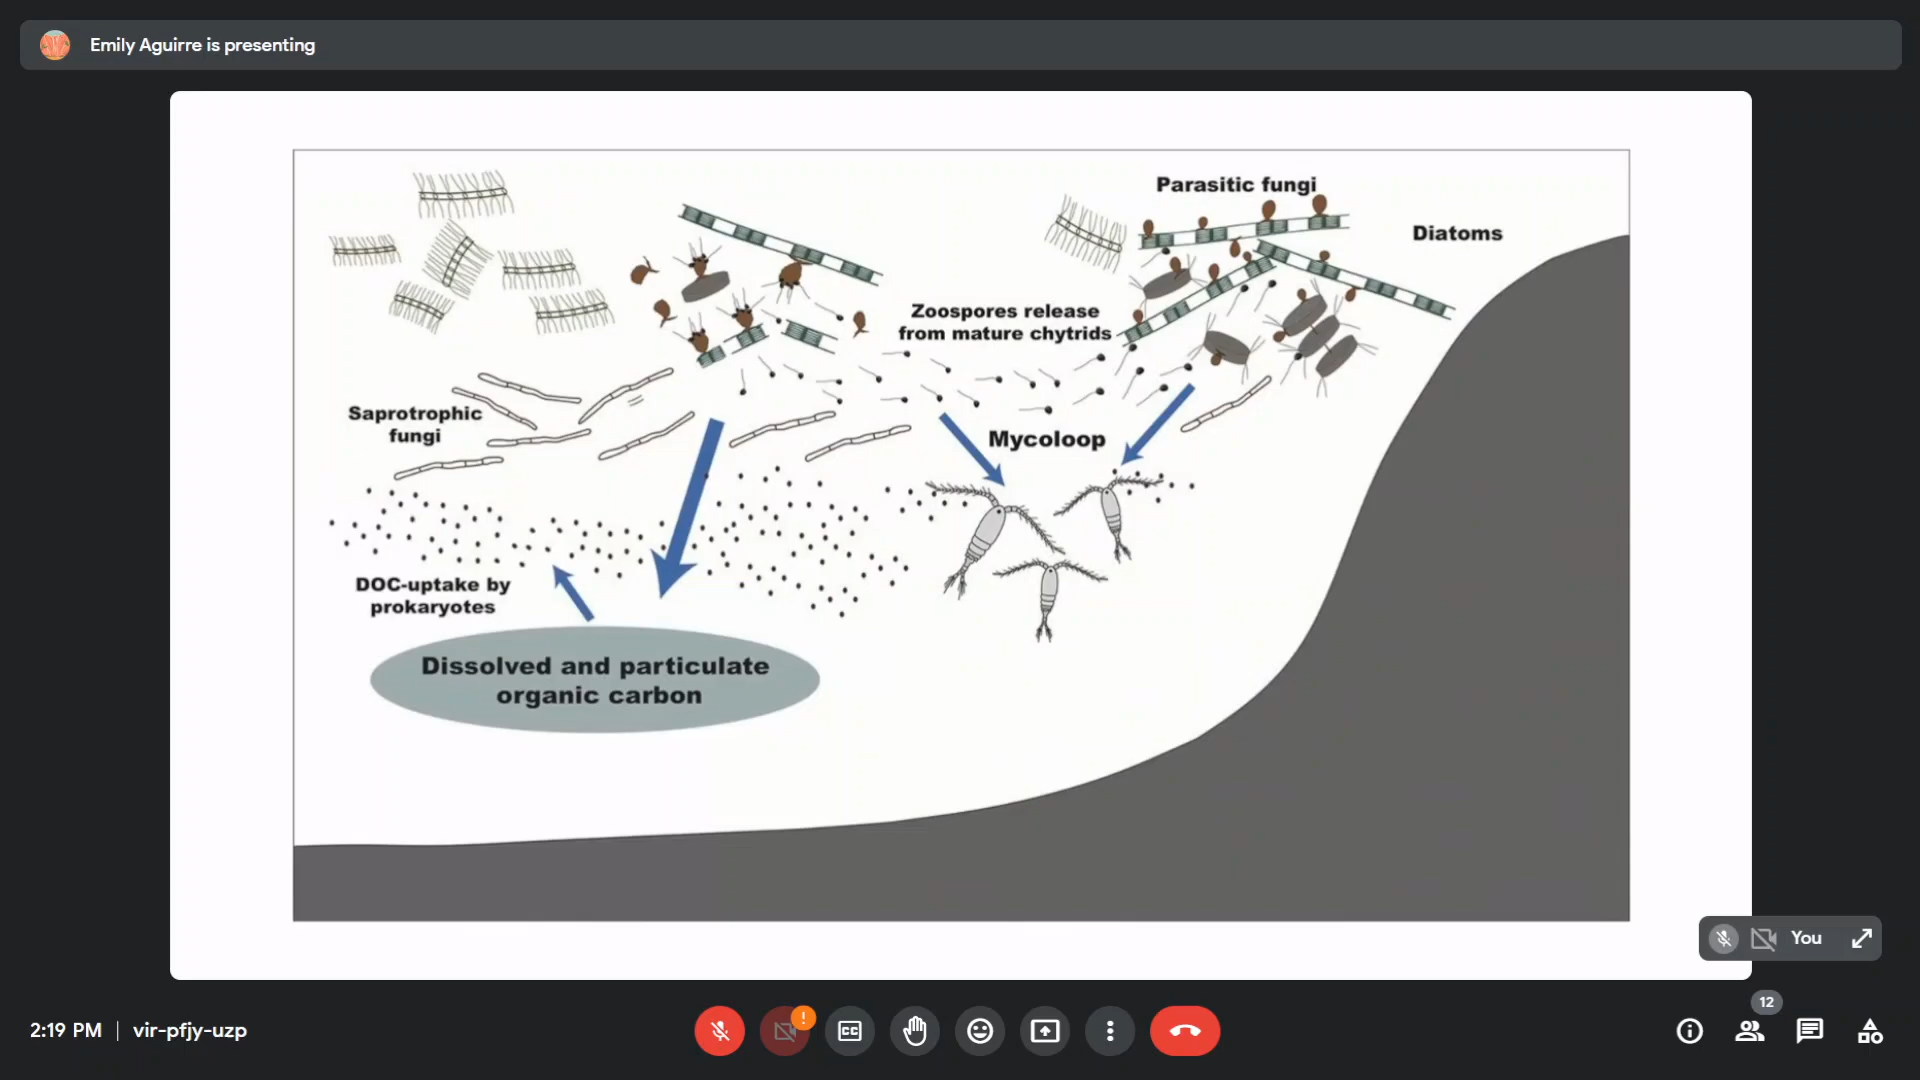 Emily Aguirre is presenting
Parasitic fungi
Diatoms
Zoospores release
from mature chytrids
Saprotrophic
fungi
Mycoloop
DOC-uptake by
prokaryotes
Dissolved and particulate
organic carbon
You
12
2:19 PM | vir-pfjy-uzp
!
CC